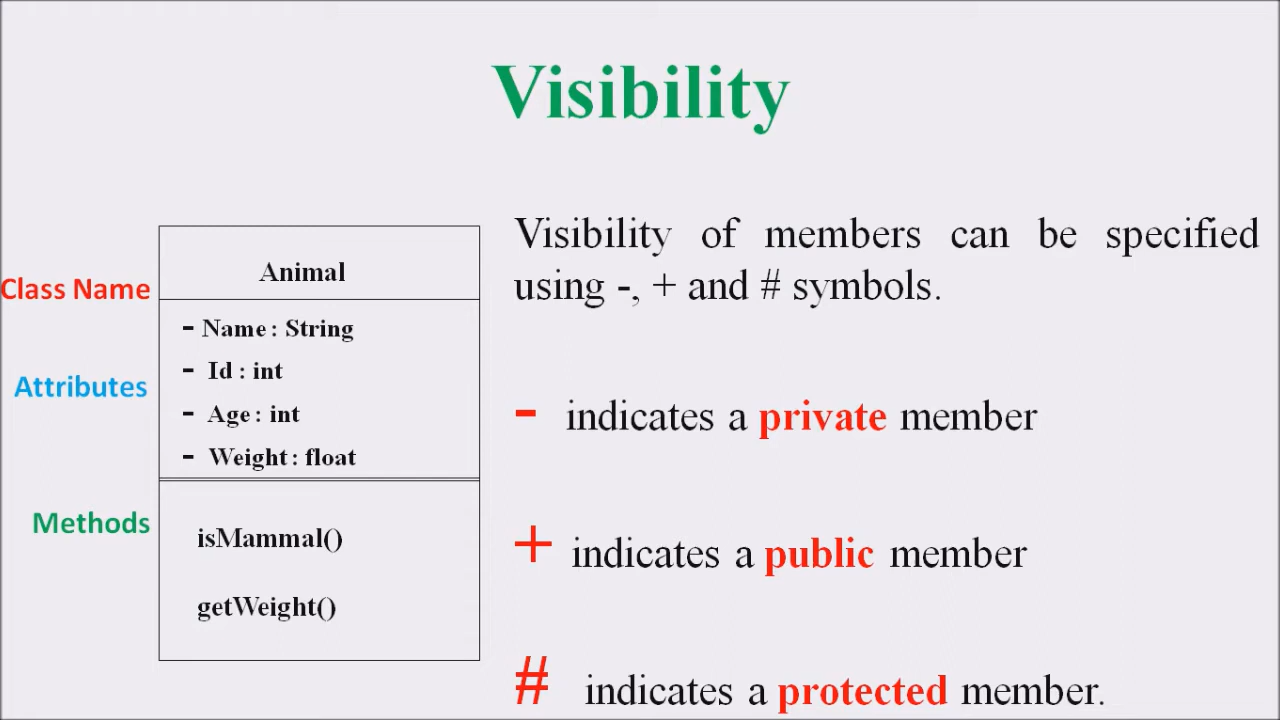 Visibility
Class Name
Attributes
Methods
Animal
- Name : String
- Id : int
- Age : int
- Weight : float
isMammal()
getWeight()
Visibility of members can be specified
using -, + and # symbols.
- indicates a private member
+ indicates a public member
# indicates a protected member.